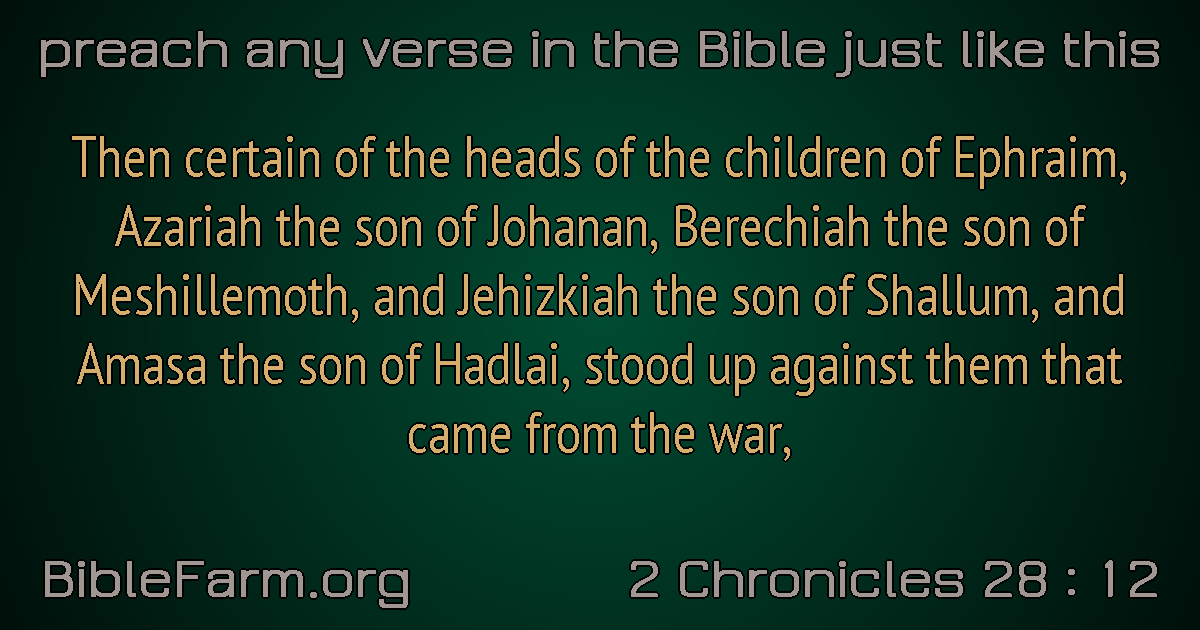 preach any verse in the Bible just like this
Then certain of the heads of the children of Ephraim,
Azariah the son of Johanan, Berechiah the son of
Meshillemoth, and Jehizkiah the son of Shallum, and
Amasa the son of Hadlai, stood up against them that
came from the war,
BibleFarm.org
2 Chronicles 28 : 12